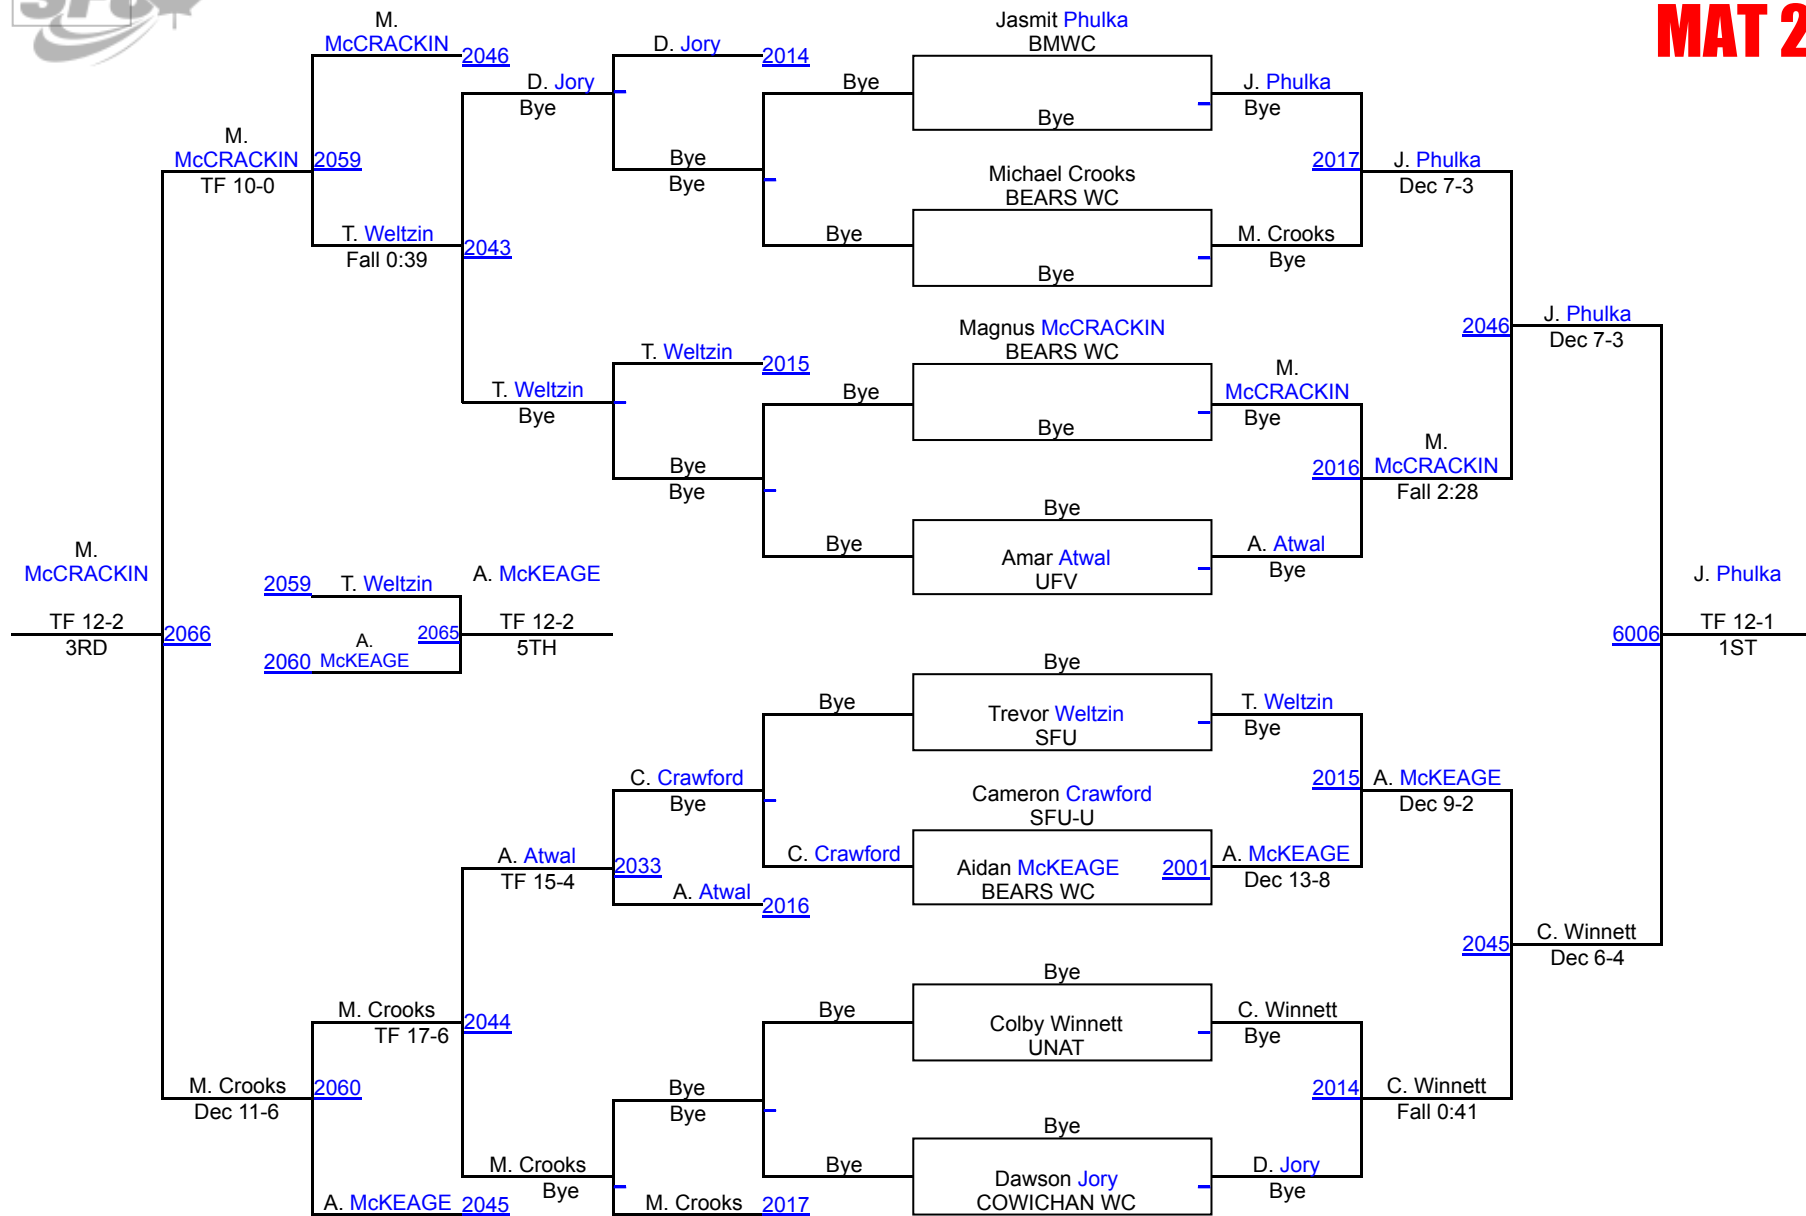 SFU
MAT 2
M.
McCRACKIN
2046
D. Jory
2014
Jasmit Phulka
BMWC
Bye
D. Jory
Bye
Bye
J. Phulka
Bye
M.
McCRACKIN
2059
TF 10-0
Bye
Bye
Michael Crooks
BEARS WC
2017
J. Phulka
Dec 7-3
T. Weltzin
Fall 0:39
2043
Bye
Bye
M. Crooks
Bye
T. Weltzin
2015
Magnus McCRACKIN
BEARS WC
2046
J. Phulka
Dec 7-3
T. Weltzin
Bye
Bye
Bye
M.
McCRACKIN
Bye
Bye
Bye
2016
M.
McCRACKIN
Fall 2:28
Bye
Bye
Amar Atwal
UFV
A. Atwal
Bye
M.
McCRACKIN
TF 12-2
3RD
2066
2059
T. Weltzin
A. McKEAGE
2065
TF 12-2
5TH
A.
2060
McKEAGE
J. Phulka
6006
TF 12-1
1ST
Bye
Bye
Trevor Weltzin
SFU
T. Weltzin
Bye
C. Crawford
Bye
Cameron Crawford
SFU-U
2015
A. McKEAGE
Dec 9-2
A. Atwal
TF 15-4
2033
C. Crawford
Aidan McKEAGE
BEARS WC
2001
A. McKEAGE
Dec 13-8
A. Atwal
2016
2045
C. Winnett
Dec 6-4
Bye
M. Crooks
TF 17-6
2044
Bye
Colby Winnett
UNAT
C. Winnett
Bye
M. Crooks
Dec 11-6
2060
Bye
Bye
2014
C. Winnett
Fall 0:41
Bye
M. Crooks
Bye
Bye
Dawson Jory
COWICHAN WC
D. Jory
Bye
A. McKEAGE
2045
M. Crooks
2017